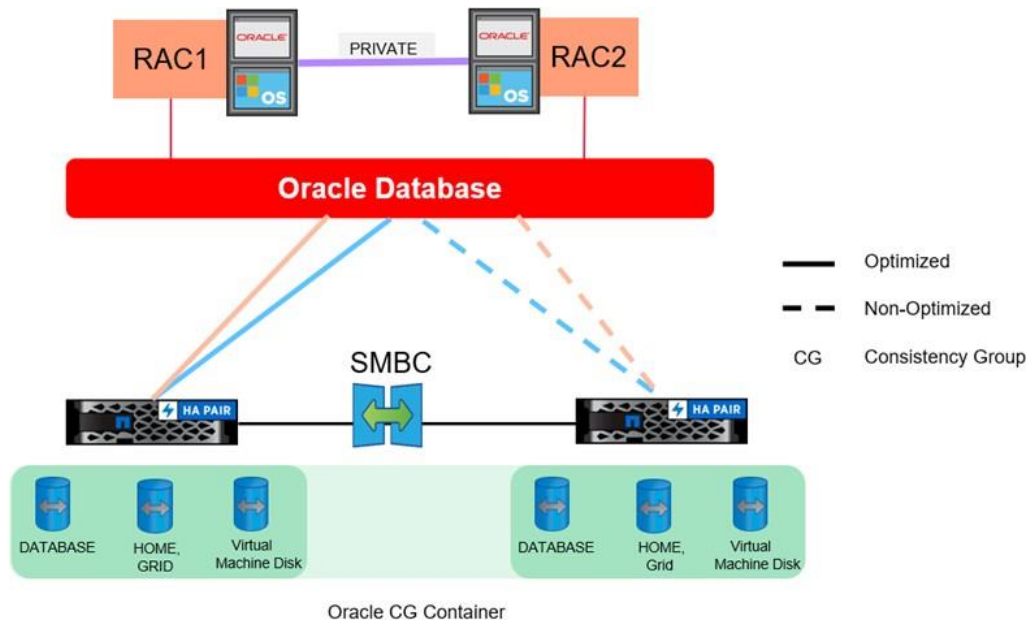 RAC1
ORACLE
OS
PRIVATE
ORACLE
OS
RAC2
Oracle Database
Optimized
Non-Optimized
CG Consistency Group
SMBC
HA PAIR
HA PAIR
DATABASE
HOME,
GRID
Virtual
Machine Disk
DATABASE
HOME,
Grid
Virtual
Machine Disk
Oracle CG Container